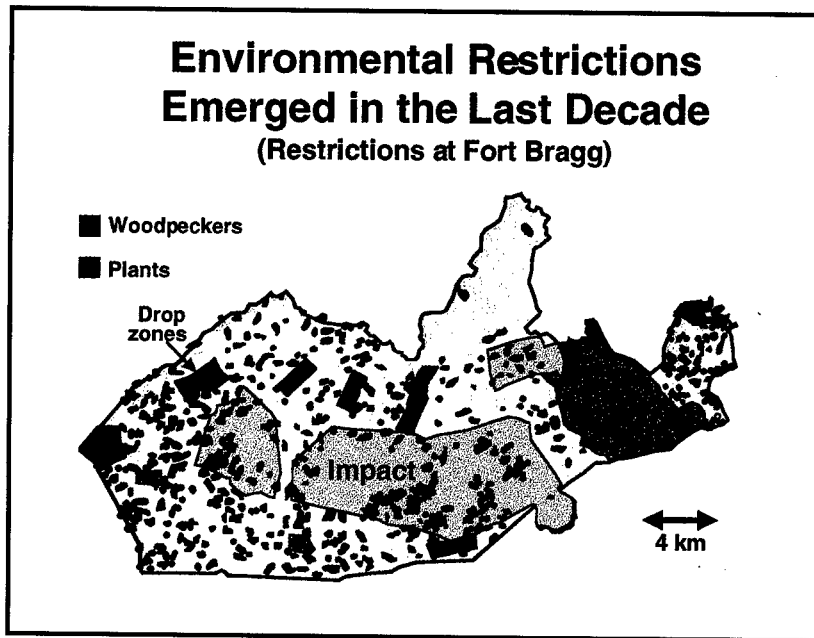 Environmental Restrictions
Emerged in the Last Decade
(Restrictions at Fort Bragg)
Woodpeckers
Plants
Drop
zones
Impact
4 km